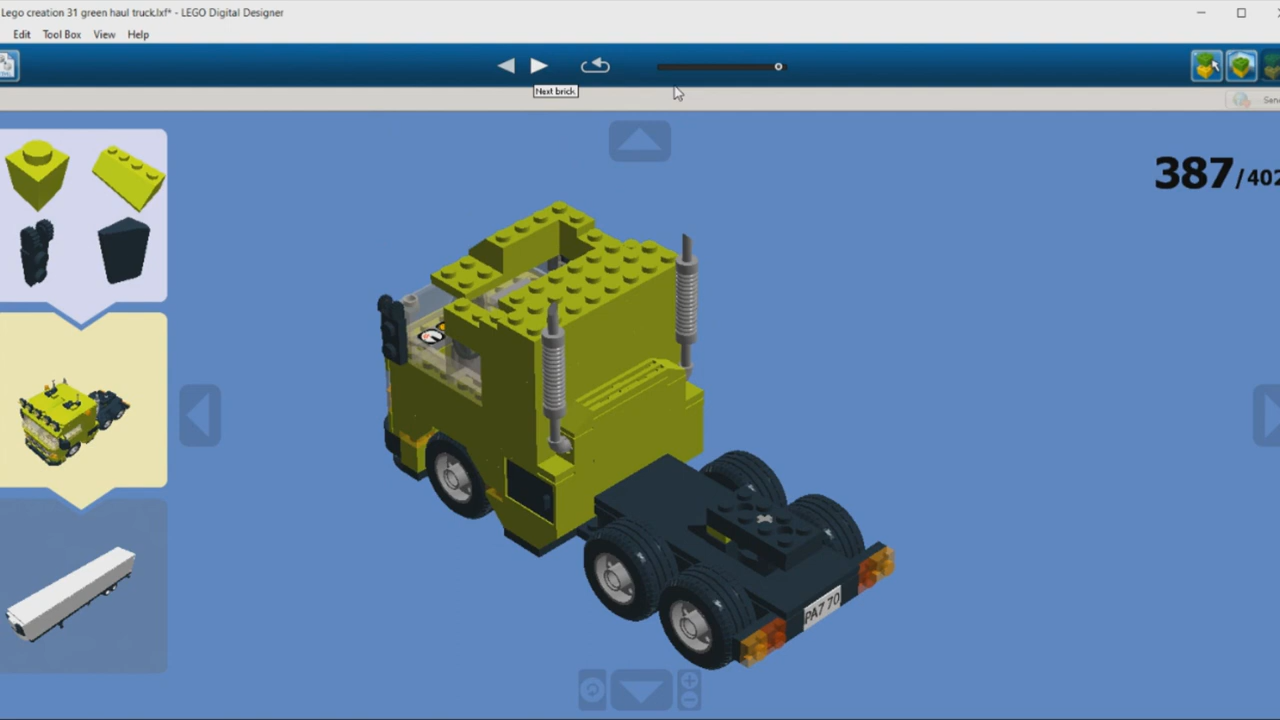 Lego creation 31 green haul truck.lxf* - LEGO Digital Designer
Edit Tool Box View Help
Next brick
387/402
PA7 70